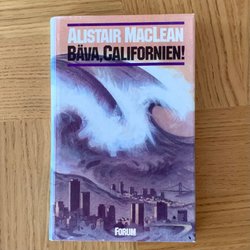 ALISTAIR MACLEAN
BÄVA, CALIFORNIEN!
FORUM